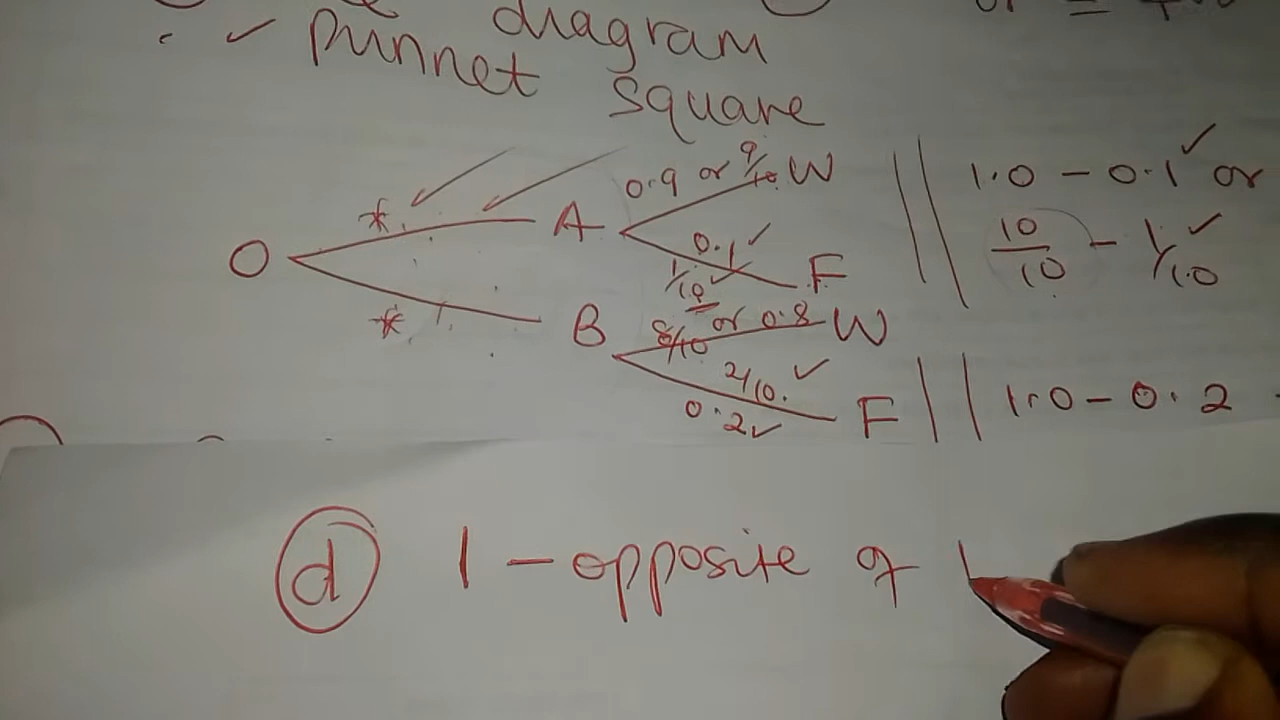 diagram
✓ Punnet
square
0.9 or 9/10 W
* A
0.1 ✓
1/10 ✓ F
O
* B
8/10 or 0.8 W
2/10. ✓
0.2 ✓ F
1.0 - 0.1 ✓ or
10/10 - 1/10 ✓
1.0 - 0.2
d 1 - opposite of